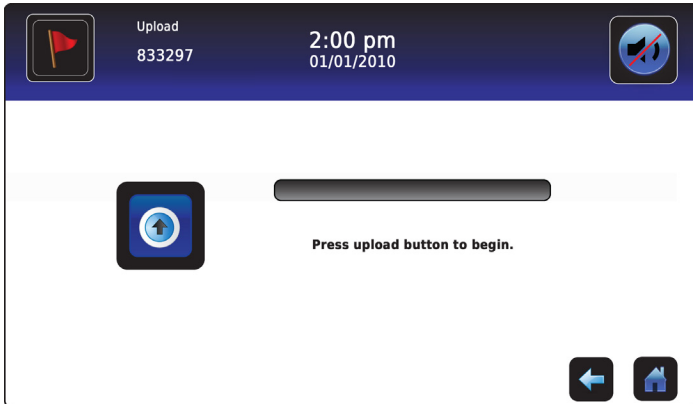 Upload
833297
2:00 pm
01/01/2010
Press upload button to begin.